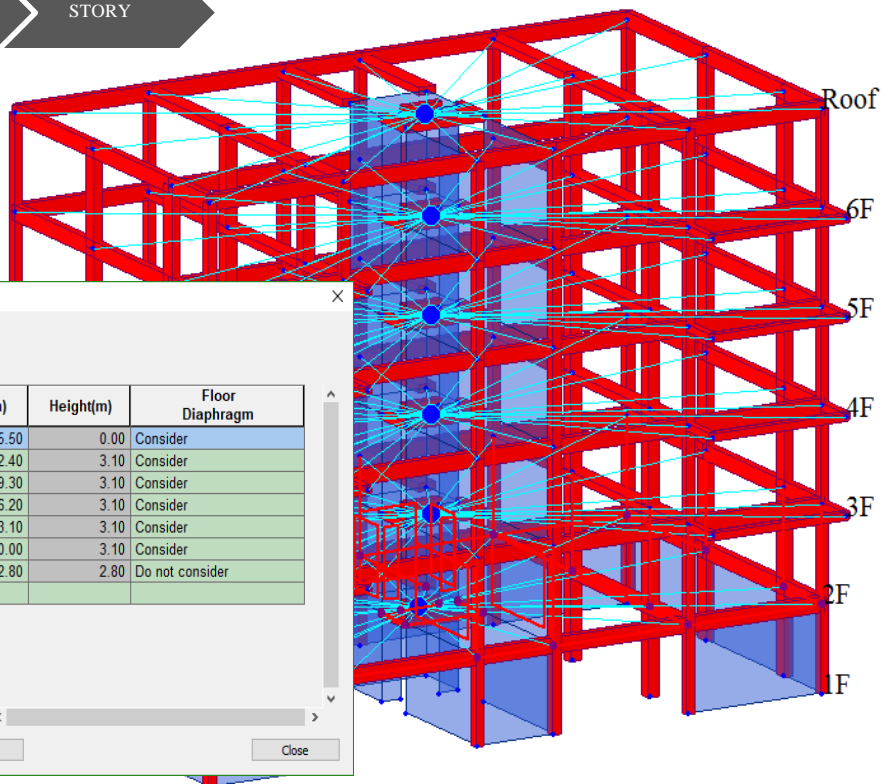 STORY
Roof
6F
5F
4F
3F
2F
1F
Height(m) Floor Diaphragm
5.50 0.00 Consider
2.40 3.10 Consider
9.30 3.10 Consider
6.20 3.10 Consider
3.10 3.10 Consider
0.00 3.10 Consider
2.80 2.80 Do not consider
Close